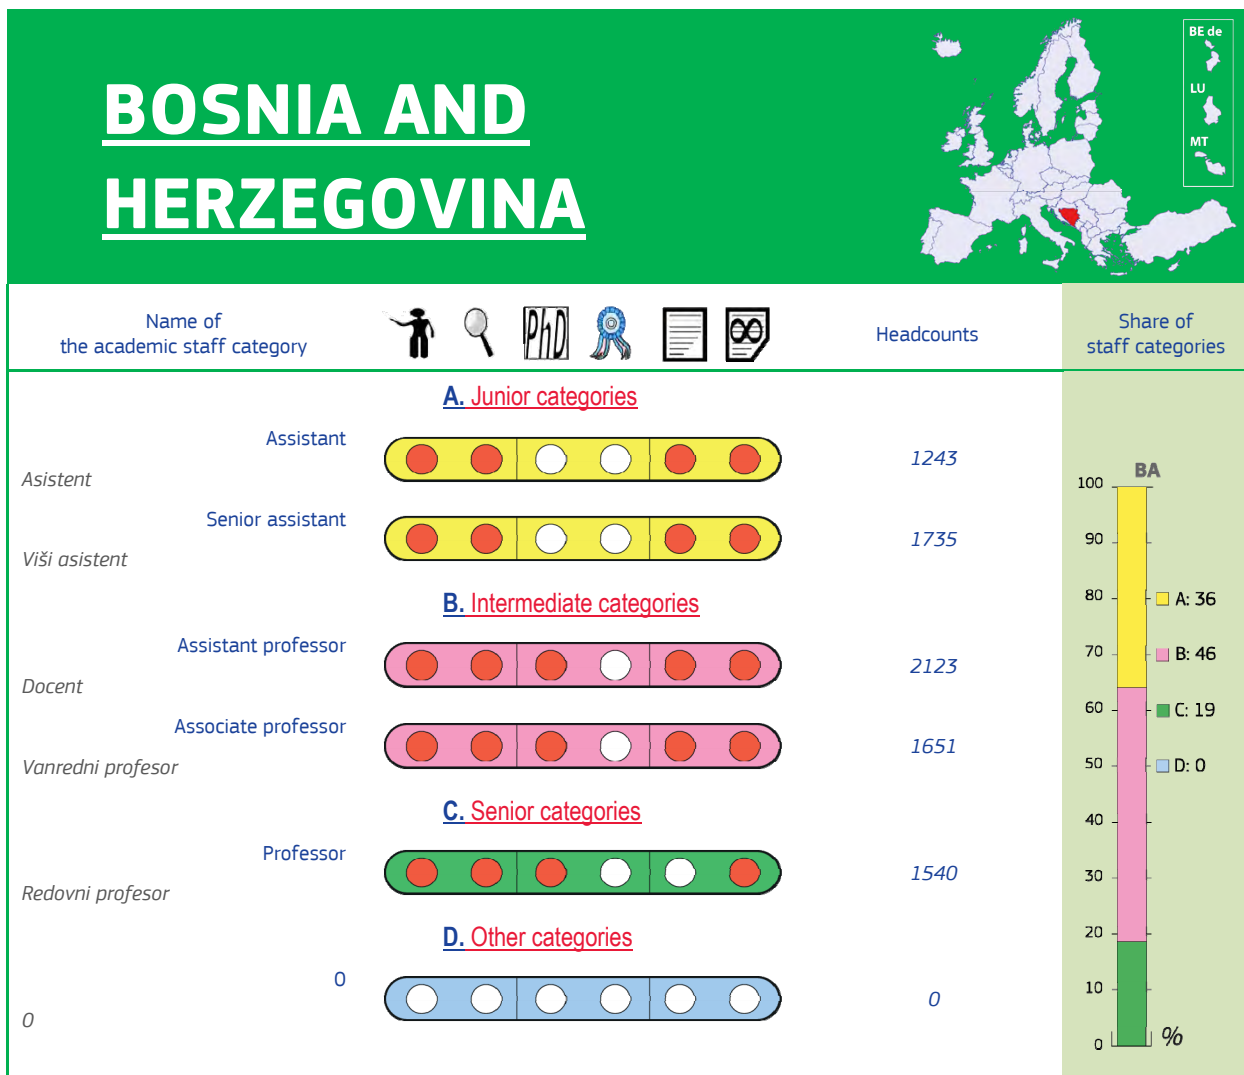 BOSNIA AND
HERZEGOVINA
BE de
LU
MT
Name of
the academic staff category
PhD
∞
Headcounts
Share of
staff categories
A. Junior categories
Assistant
Asistent
1243
Senior assistant
Viši asistent
1735
B. Intermediate categories
Assistant professor
Docent
2123
Associate professor
Vanredni profesor
1651
C. Senior categories
Professor
Redovni profesor
1540
D. Other categories
0
0
0
BA
100
90
80
70
60
50
40
30
20
10
0
%
A: 36
B: 46
C: 19
D: 0